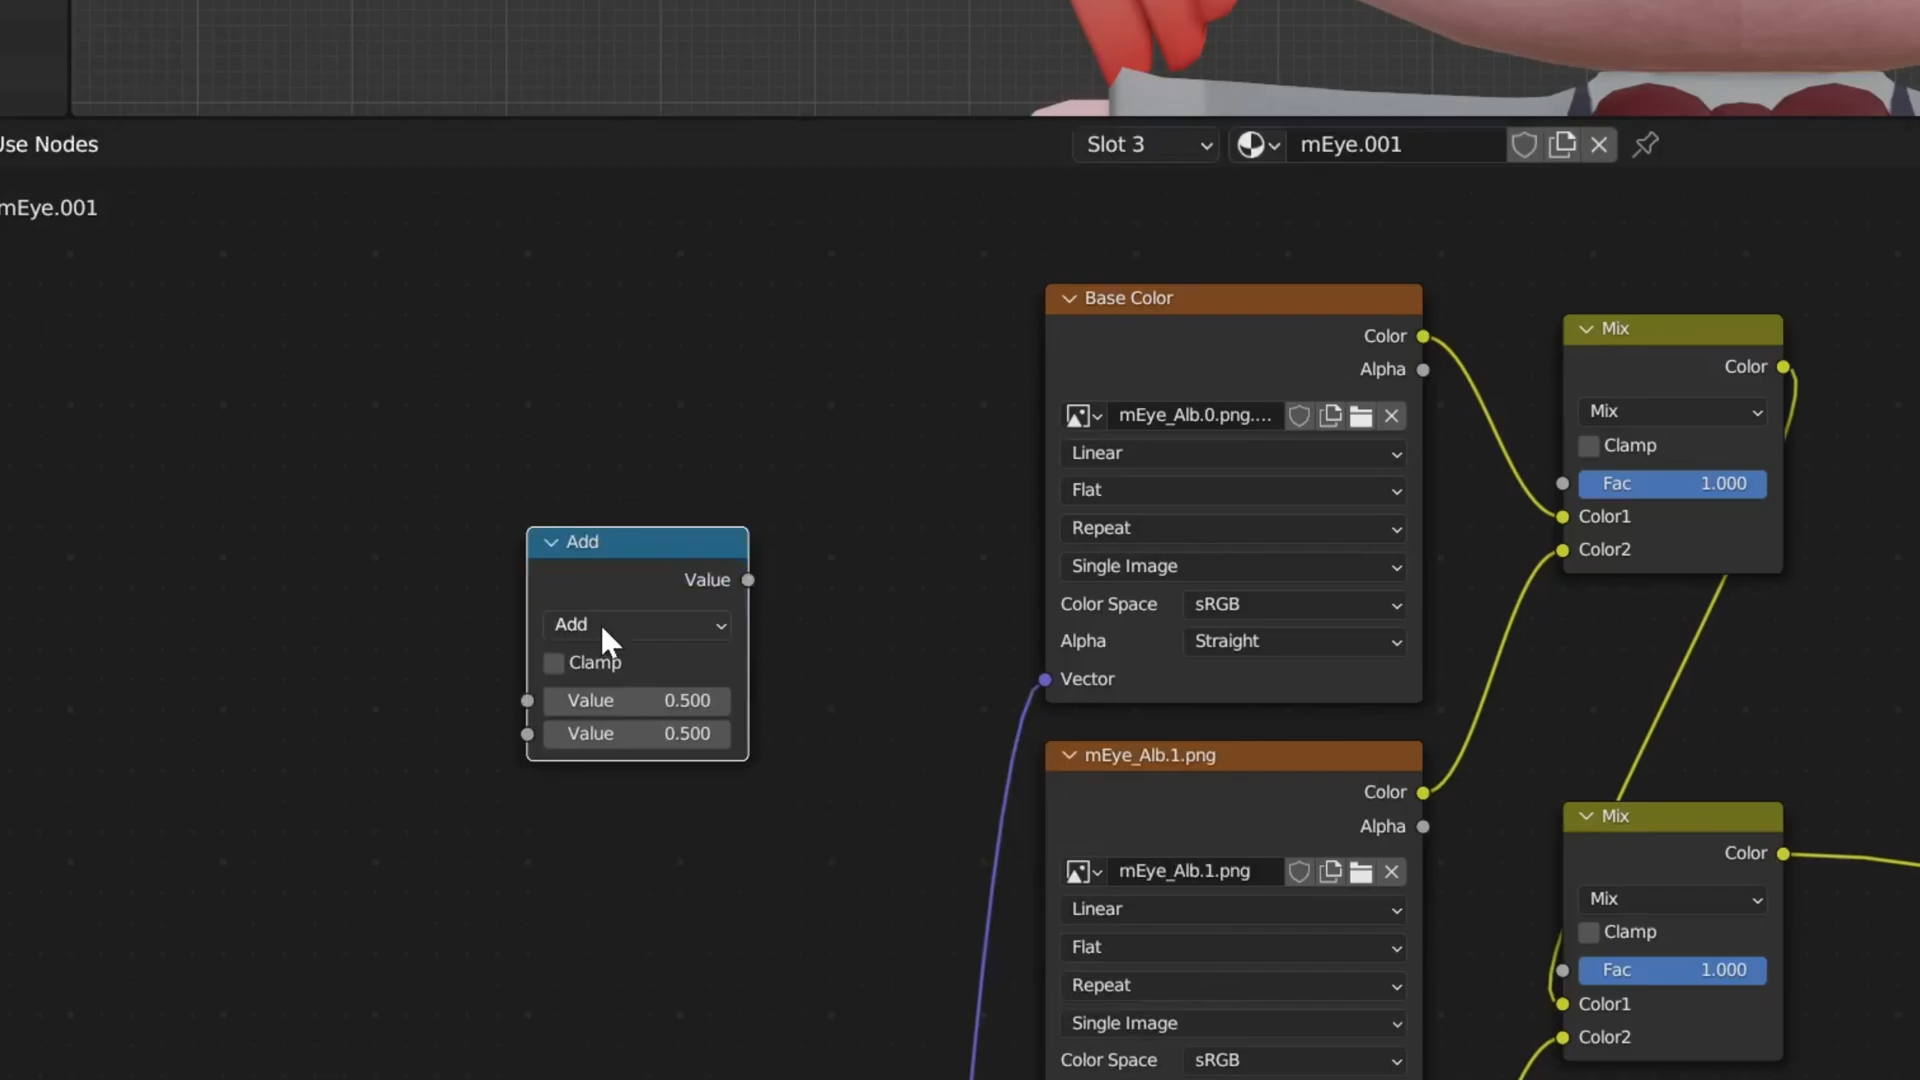 Use Nodes
Slot 3
mEye.001
mEye.001
Base Color
Color
Alpha
mEye_Alb.0.png....
Linear
Flat
Repeat
Single Image
Color Space
sRGB
Alpha
Straight
Vector
Mix
Color
Mix
Clamp
Fac 1.000
Color1
Color2
Add
Value
Add
Clamp
Value 0.500
Value 0.500
mEye_Alb.1.png
Color
Alpha
mEye_Alb.1.png
Linear
Flat
Repeat
Single Image
Color Space
sRGB
Mix
Color
Mix
Clamp
Fac 1.000
Color1
Color2